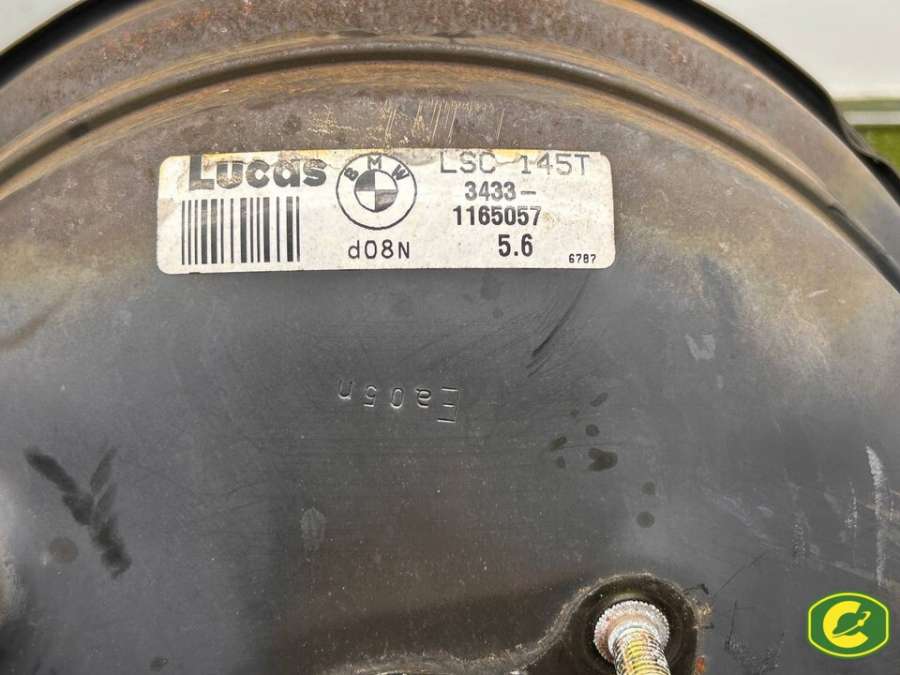 Lucas
BMW
LSC 145T
3433-
1165057
d08N
5.6
6787
Ea05n
C